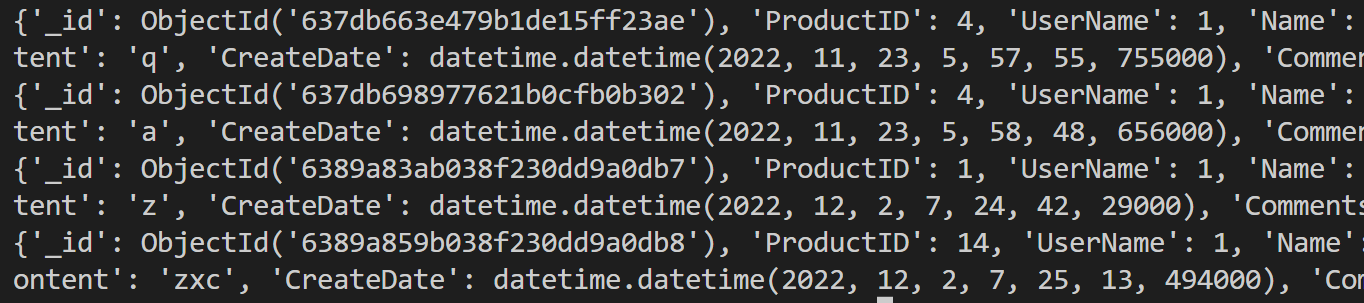 {'_id': ObjectId('637db663e479b1de15ff23ae'), 'ProductID': 4, 'UserName': 1, 'Name':
tent': 'q', 'CreateDate': datetime.datetime(2022, 11, 23, 5, 57, 55, 755000), 'Commen
{'_id': ObjectId('637db698977621b0cfb0b302'), 'ProductID': 4, 'UserName': 1, 'Name':
tent': 'a', 'CreateDate': datetime.datetime(2022, 11, 23, 5, 58, 48, 656000), 'Commen
{'_id': ObjectId('6389a83ab038f230dd9a0db7'), 'ProductID': 1, 'UserName': 1, 'Name':
tent': 'z', 'CreateDate': datetime.datetime(2022, 12, 2, 7, 24, 42, 29000), 'Comments
{'_id': ObjectId('6389a859b038f230dd9a0db8'), 'ProductID': 14, 'UserName': 1, 'Name'
ontent': 'zxc', 'CreateDate': datetime.datetime(2022, 12, 2, 7, 25, 13, 494000), 'Com